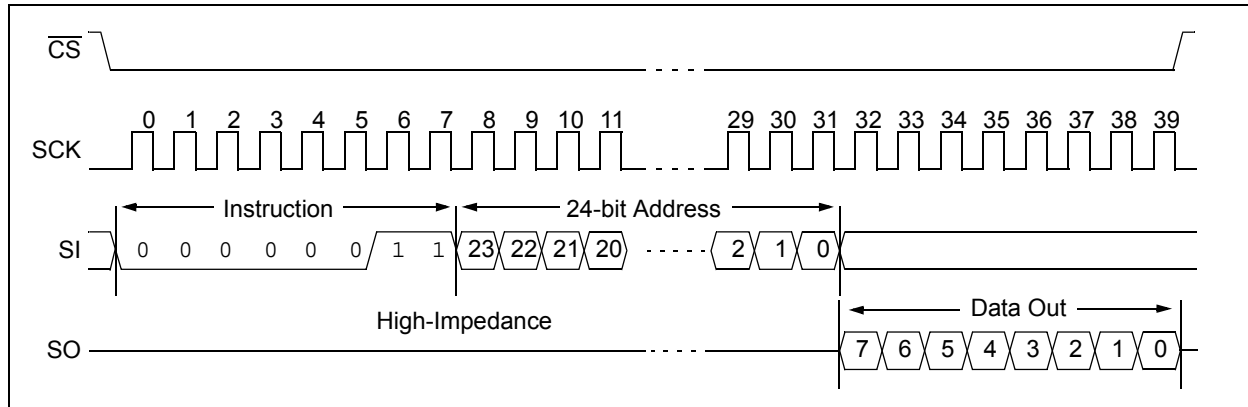 CS
0 1 2 3 4 5 6 7 8 9 10 11 29 30 31 32 33 34 35 36 37 38 39
SCK
Instruction 24-bit Address
SI 0 0 0 0 0 0 1 1 23 22 21 20 2 1 0
High-Impedance Data Out
SO 7 6 5 4 3 2 1 0